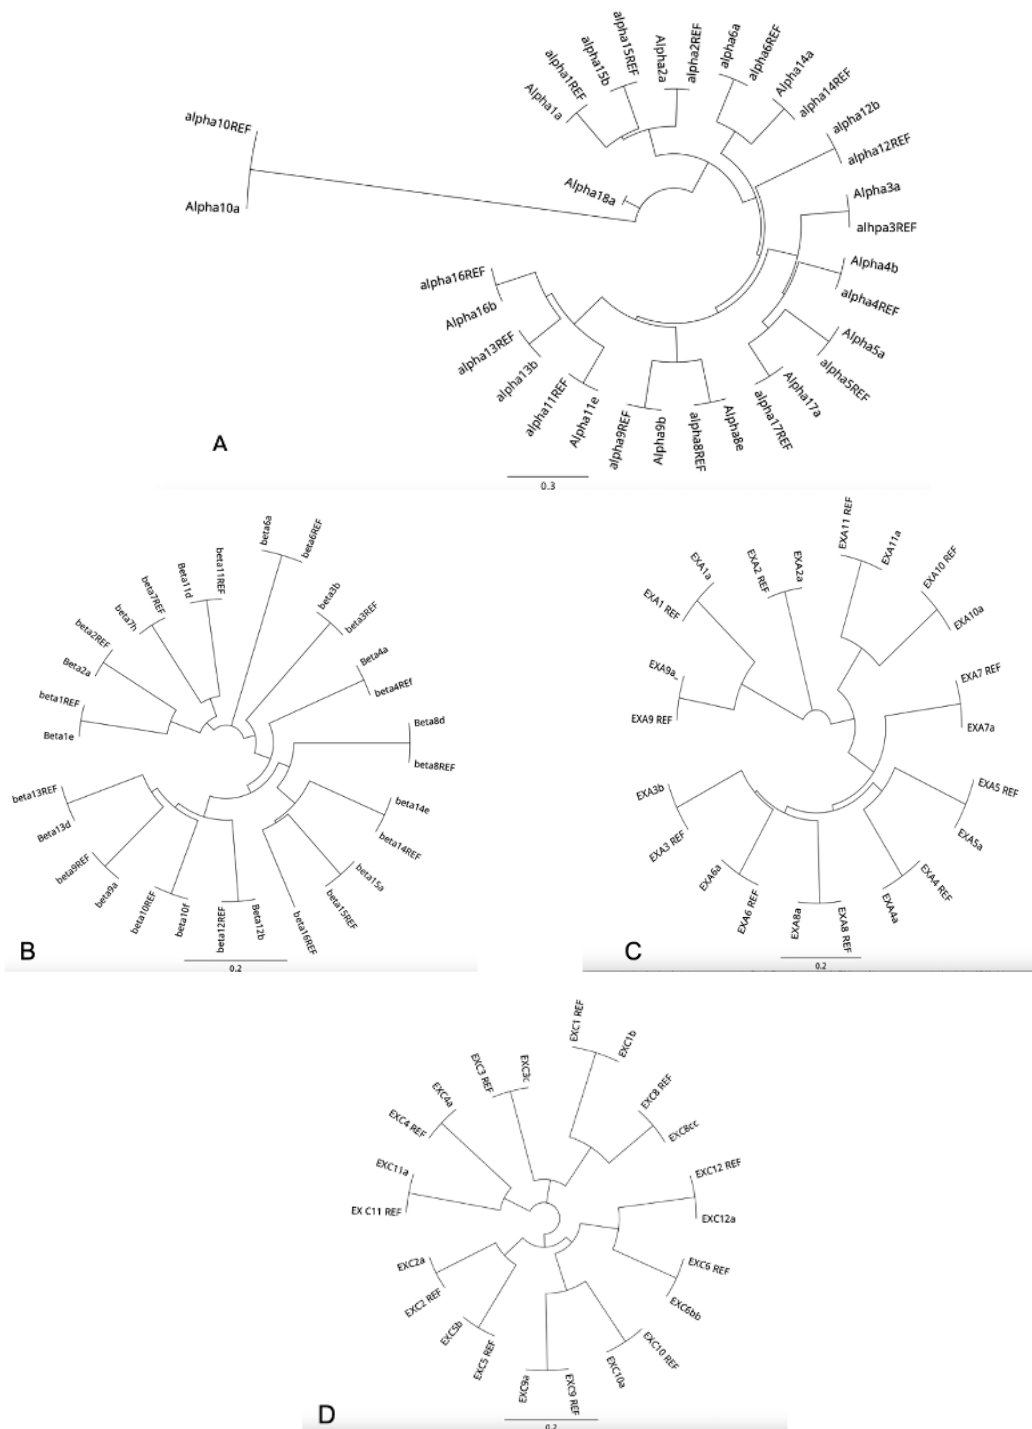 alpha10REF
Alpha10a
Alpha18a
Alpha1a
alpha1REF
alpha15b
alpha15REF
Alpha2a
alpha2REF
alpha6a
alpha6REF
Alpha14a
alpha14REF
alpha12b
alpha12REF
Alpha3a
alhpa3REF
Alpha4b
alpha4REF
Alpha5a
alpha5REF
Alpha17a
alpha17REF
Alpha8e
alpha8REF
Alpha9b
alpha9REF
Alpha11e
alpha11REF
alpha13b
alpha13REF
Alpha16b
alpha16REF
A
0.3
beta6a
beta6REF
beta3b
beta3REF
Beta4a
beta4REf
Beta8d
beta8REF
beta14e
beta14REF
beta15a
beta15REF
beta16REF
Beta12b
beta12REF
beta10f
beta10REF
beta9a
beta9REF
Beta13d
beta13REF
Beta1e
beta1REF
Beta2a
beta2REF
beta7h
beta7REF
Beta11d
beta11REF
B
0.2
EXA11 REF
EXA11a
EXA10 REF
EXA10a
EXA7 REF
EXA7a
EXA5 REF
EXA5a
EXA4 REF
EXA4a
EXA8 REF
EXA8a
EXA6 REF
EXA6a
EXA3 REF
EXA3b
EXA9 REF
EXA9a_
EXA1 REF
EXA1a
EXA2 REF
EXA2a
C
0.2
EXC1 REF
EXC1b
EXC8 REF
EXC8cc
EXC12 REF
EXC12a
EXC6 REF
EXC6bb
EXC10 REF
EXC10a
EXC9 REF
EXC9a
EXC5 REF
EXC5b
EXC2 REF
EXC2a
EX C11 REF
EXC11a
EXC4 REF
EXC4a
EXC3 REF
EXC3c
D
0.2